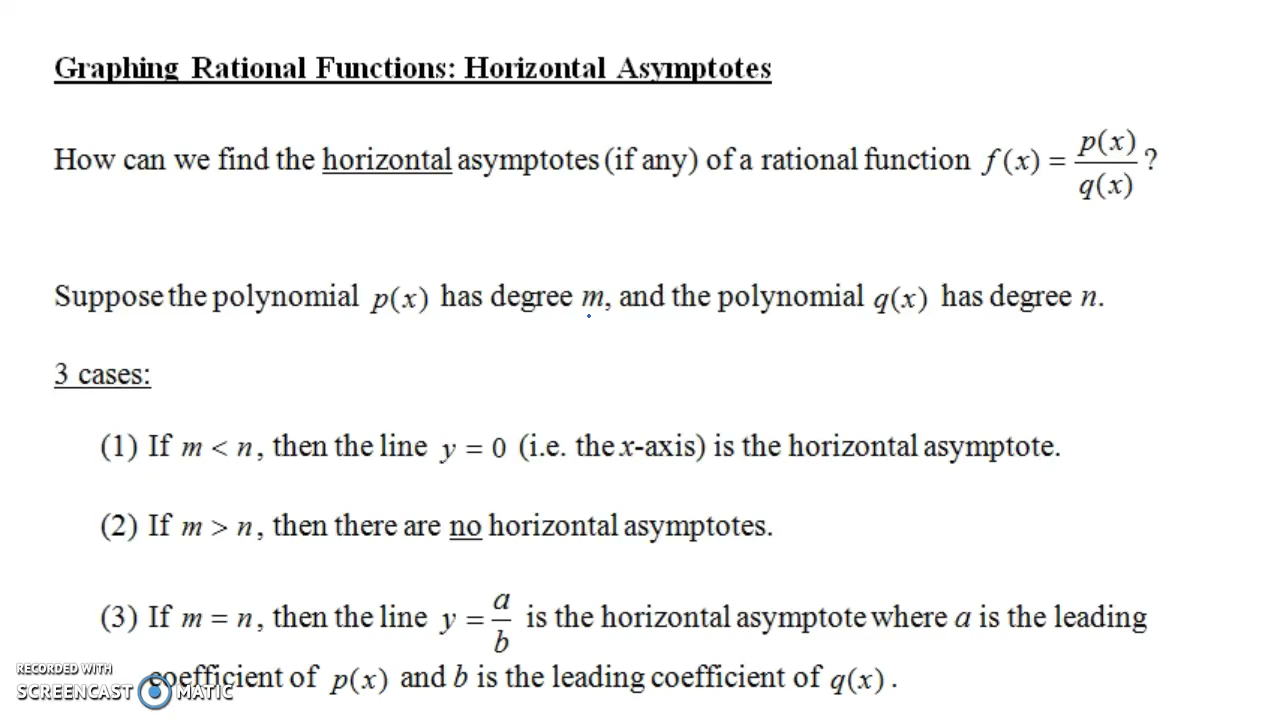 Graphing Rational Functions: Horizontal Asymptotes
How can we find the horizontal asymptotes (if any) of a rational function f(x) = p(x)/q(x) ?
Suppose the polynomial p(x) has degree m, and the polynomial q(x) has degree n.
3 cases:
(1) If m < n, then the line y = 0 (i.e. the x-axis) is the horizontal asymptote.
(2) If m > n, then there are no horizontal asymptotes.
(3) If m = n, then the line y = a/b is the horizontal asymptote where a is the leading
coefficient of p(x) and b is the leading coefficient of q(x).
RECORDED WITH
SCREENCAST MATIC